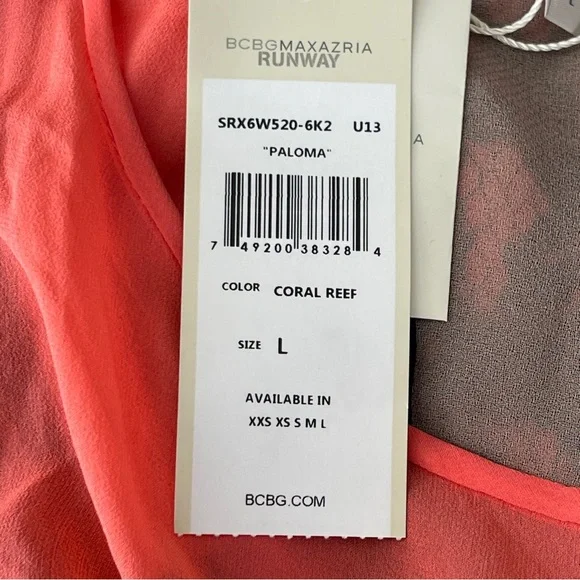 BCBGMAXAZRIA
RUNWAY
SRX6W520-6K2 U13
"PALOMA"
7 49200 38328 4
COLOR CORAL REEF
SIZE L
AVAILABLE IN
XXS XS S M L
BCBG.COM
A